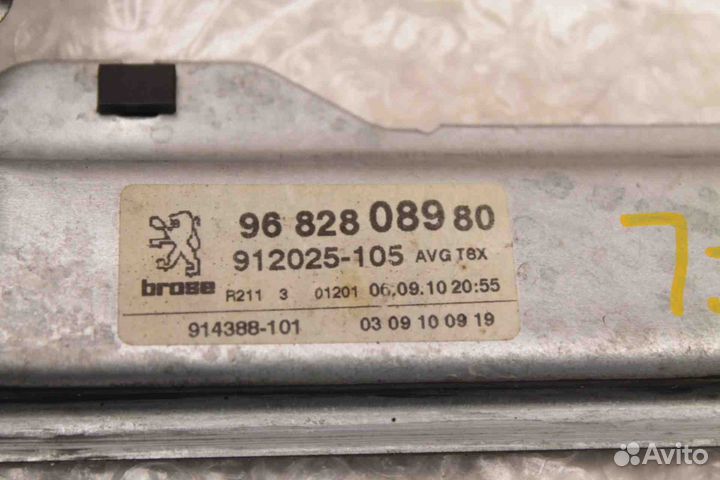 96 828 089 80
912025-105 AVG T8X
brose
R211 3 01201 06.09.10 20:55
914388-101 03 09 10 09 19
Avito